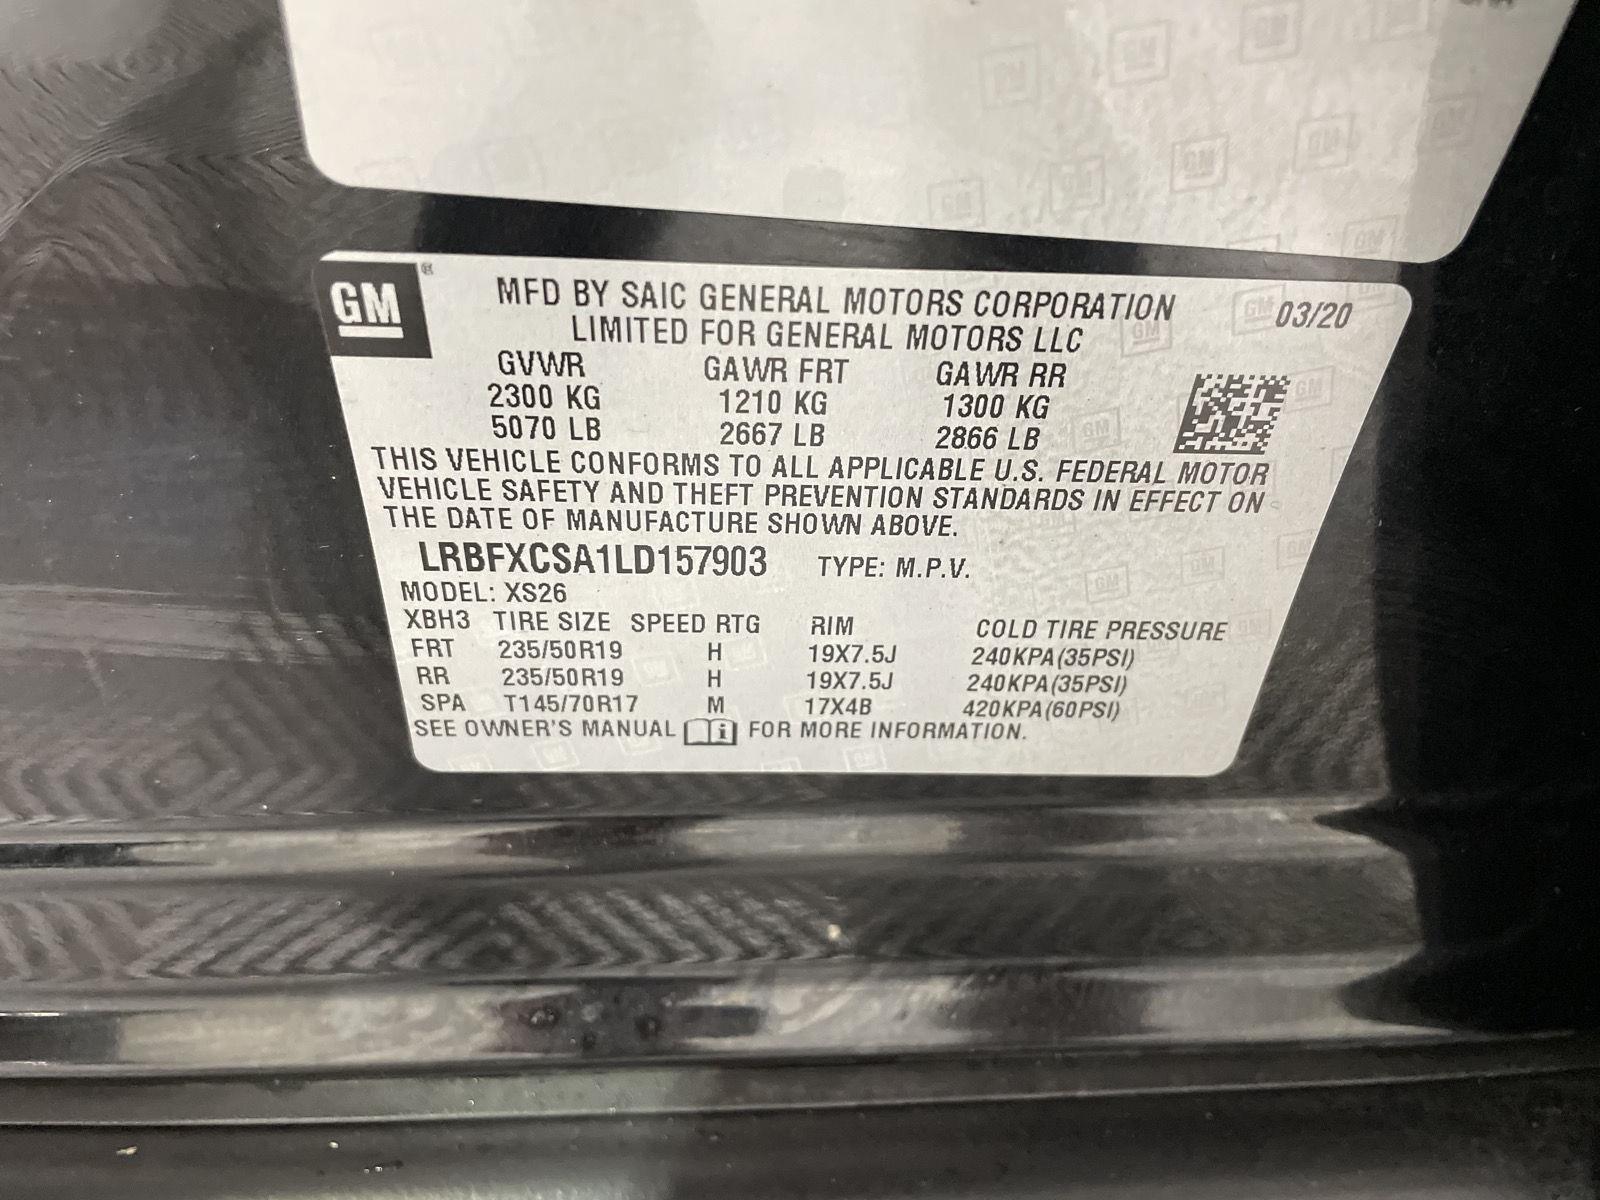 GM ®
MFD BY SAIC GENERAL MOTORS CORPORATION
LIMITED FOR GENERAL MOTORS LLC
03/20
GVWR GAWR FRT GAWR RR
2300 KG 1210 KG 1300 KG
5070 LB 2667 LB 2866 LB
THIS VEHICLE CONFORMS TO ALL APPLICABLE U.S. FEDERAL MOTOR
VEHICLE SAFETY AND THEFT PREVENTION STANDARDS IN EFFECT ON
THE DATE OF MANUFACTURE SHOWN ABOVE.
LRBFXCSA1LD157903 TYPE: M.P.V.
MODEL: XS26
XBH3 TIRE SIZE SPEED RTG RIM COLD TIRE PRESSURE
FRT 235/50R19 H 19X7.5J 240KPA(35PSI)
RR 235/50R19 H 19X7.5J 240KPA(35PSI)
SPA T145/70R17 M 17X4B 420KPA(60PSI)
SEE OWNER'S MANUAL i FOR MORE INFORMATION.